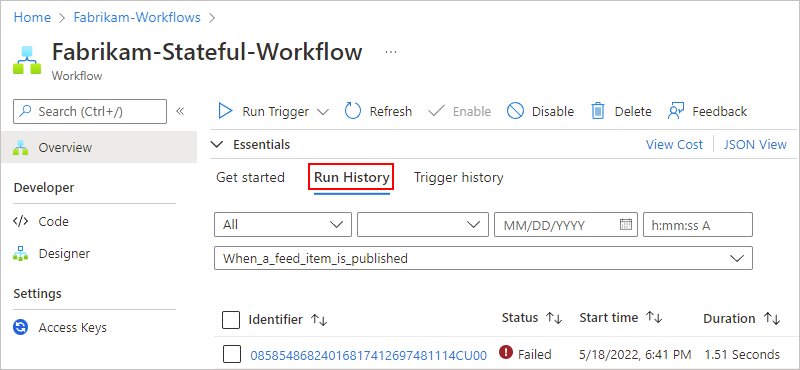 Home > Fabrikam-Workflows >
Fabrikam-Stateful-Workflow ...
Workflow
Search (Ctrl+/) «
Run Trigger Refresh Enable Disable Delete Feedback
Overview
Essentials View Cost JSON View
Get started Run History Trigger history
Developer
Code
Designer
Settings
Access Keys
All MM/DD/YYYY h:mm:ss A
When_a_feed_item_is_published
Identifier ↑↓ Status ↑↓ Start time ↑↓ Duration ↑↓
08585486824016817412697481114CU00 Failed 5/18/2022, 6:41 PM 1.51 Seconds